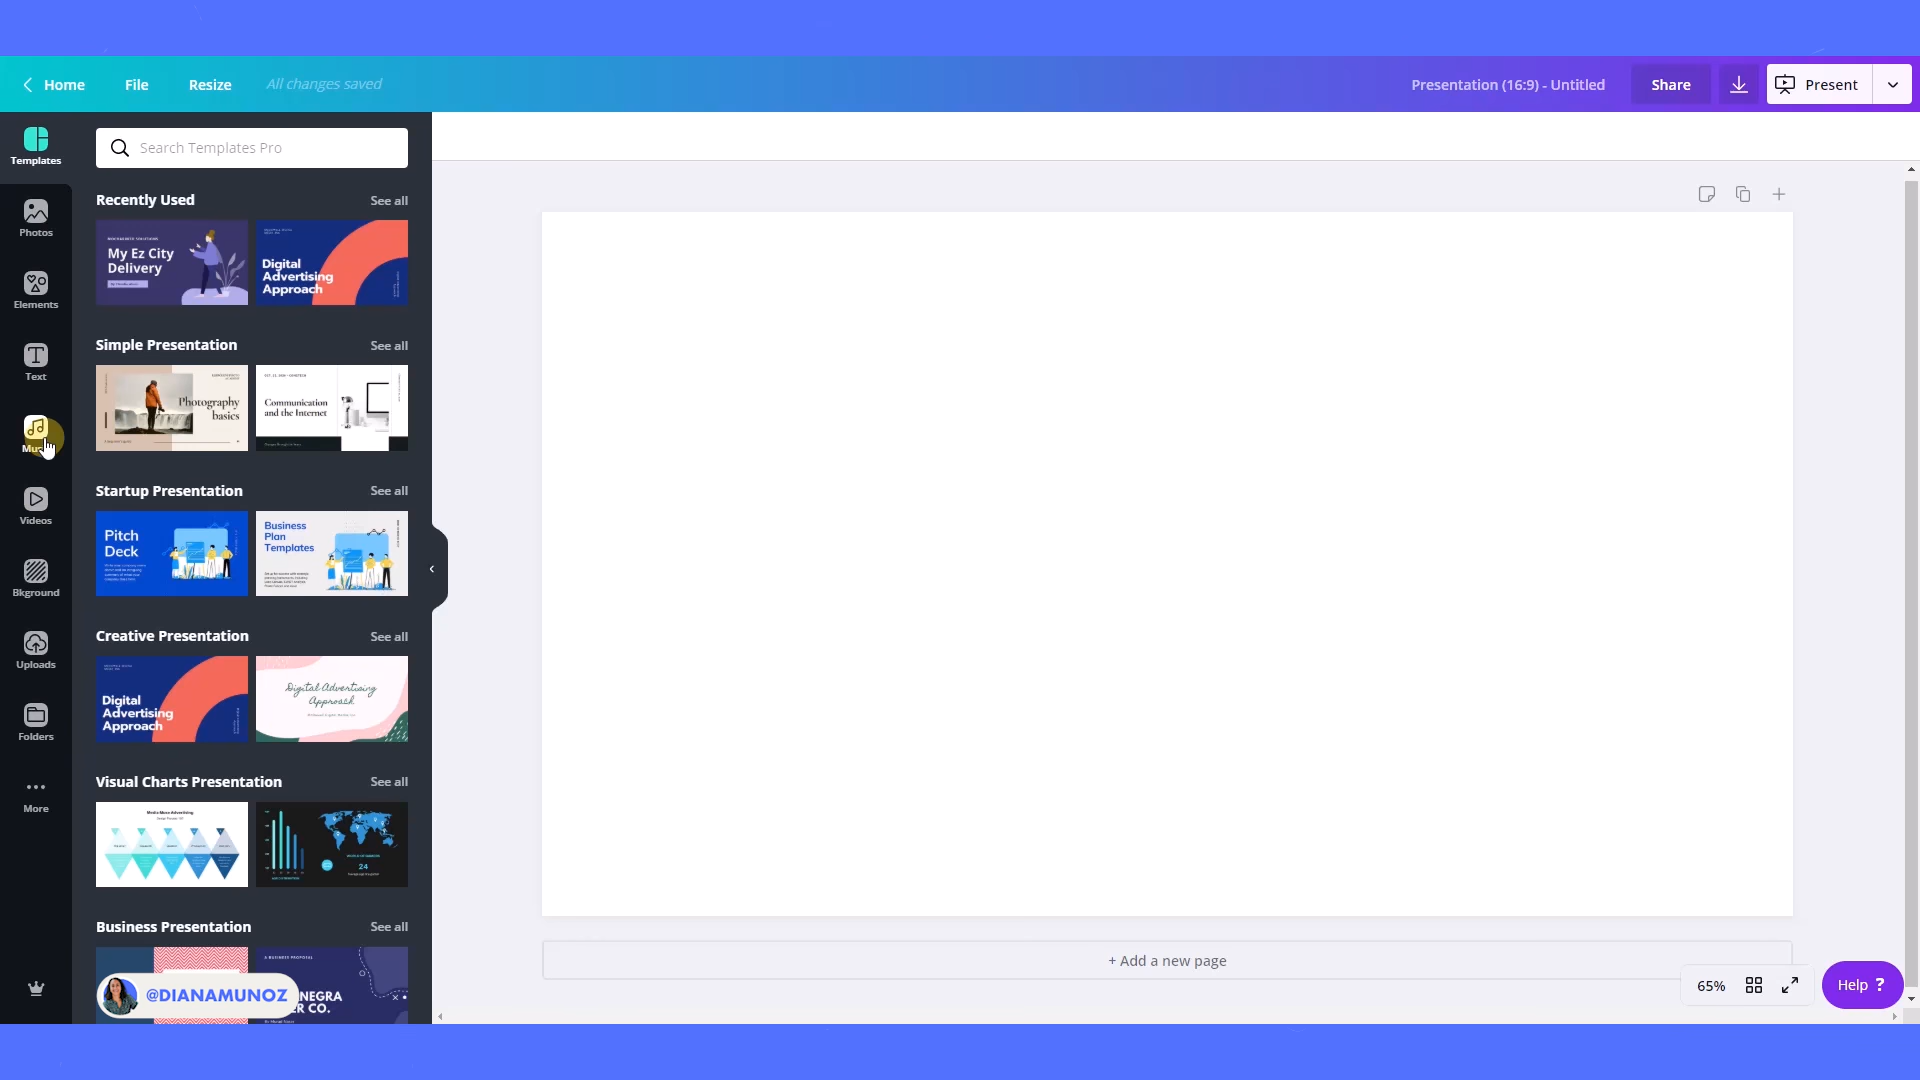 Home
File
Resize
All changes saved
Presentation (16:9) - Untitled
Share
Present
Templates
Photos
Elements
Text
Videos
Bkground
Uploads
Folders
More
Search Templates Pro
Recently Used
See all
My Ez City
Delivery
Digital
Advertising
Approach
Simple Presentation
See all
Photography
basics
Communication
and the Internet
Startup Presentation
See all
Pitch
Deck
Business
Plan
Templates
Creative Presentation
See all
Digital
Advertising
Approach
Digital Advertising
Approach
Visual Charts Presentation
See all
24
Business Presentation
See all
A BUSINESS PROPOSAL
@DIANAMUNOZ
+ Add a new page
65%
Help ?